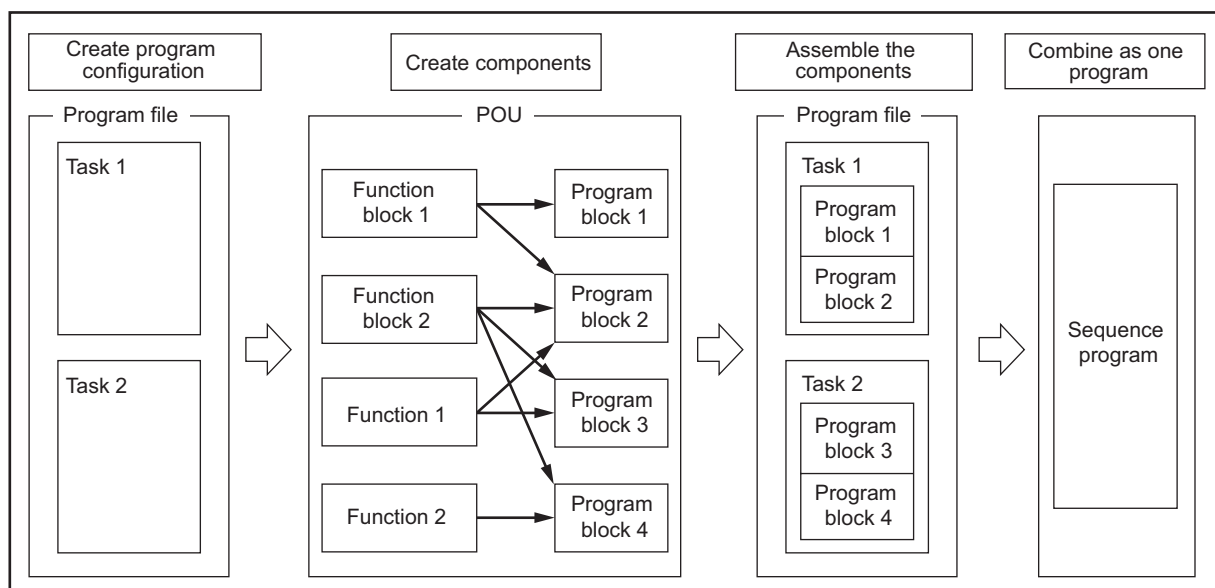 Create program
configuration
Create components
Assemble the
components
Combine as one
program
Program file
Task 1
Task 2
POU
Function
block 1
Function
block 2
Function 1
Function 2
Program
block 1
Program
block 2
Program
block 3
Program
block 4
Program file
Task 1
Program
block 1
Program
block 2
Task 2
Program
block 3
Program
block 4
Sequence
program